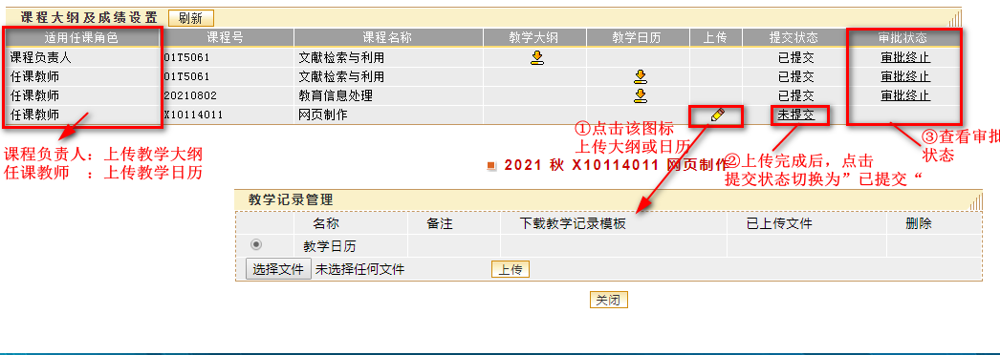 课程大纲及成绩设置 刷新
适用任课角色 课程号 课程名称 教学大纲 教学日历 上传 提交状态 审批状态
课程负责人 01T5061 文献检索与利用 已提交 审批终止
任课教师 01T5061 文献检索与利用 已提交 审批终止
任课教师 20210802 教育信息处理 已提交 审批终止
任课教师 X10114011 网页制作 未提交
课程负责人：上传教学大纲
任课教师 ：上传教学日历
①点击该图标
上传大纲或日历
②上传完成后，点击
提交状态切换为”已提交“
③查看审批
状态
2021 秋 X10114011 网页制作
教学记录管理
名称 备注 下载教学记录模板 已上传文件 删除
教学日历
选择文件 未选择任何文件 上传
关闭